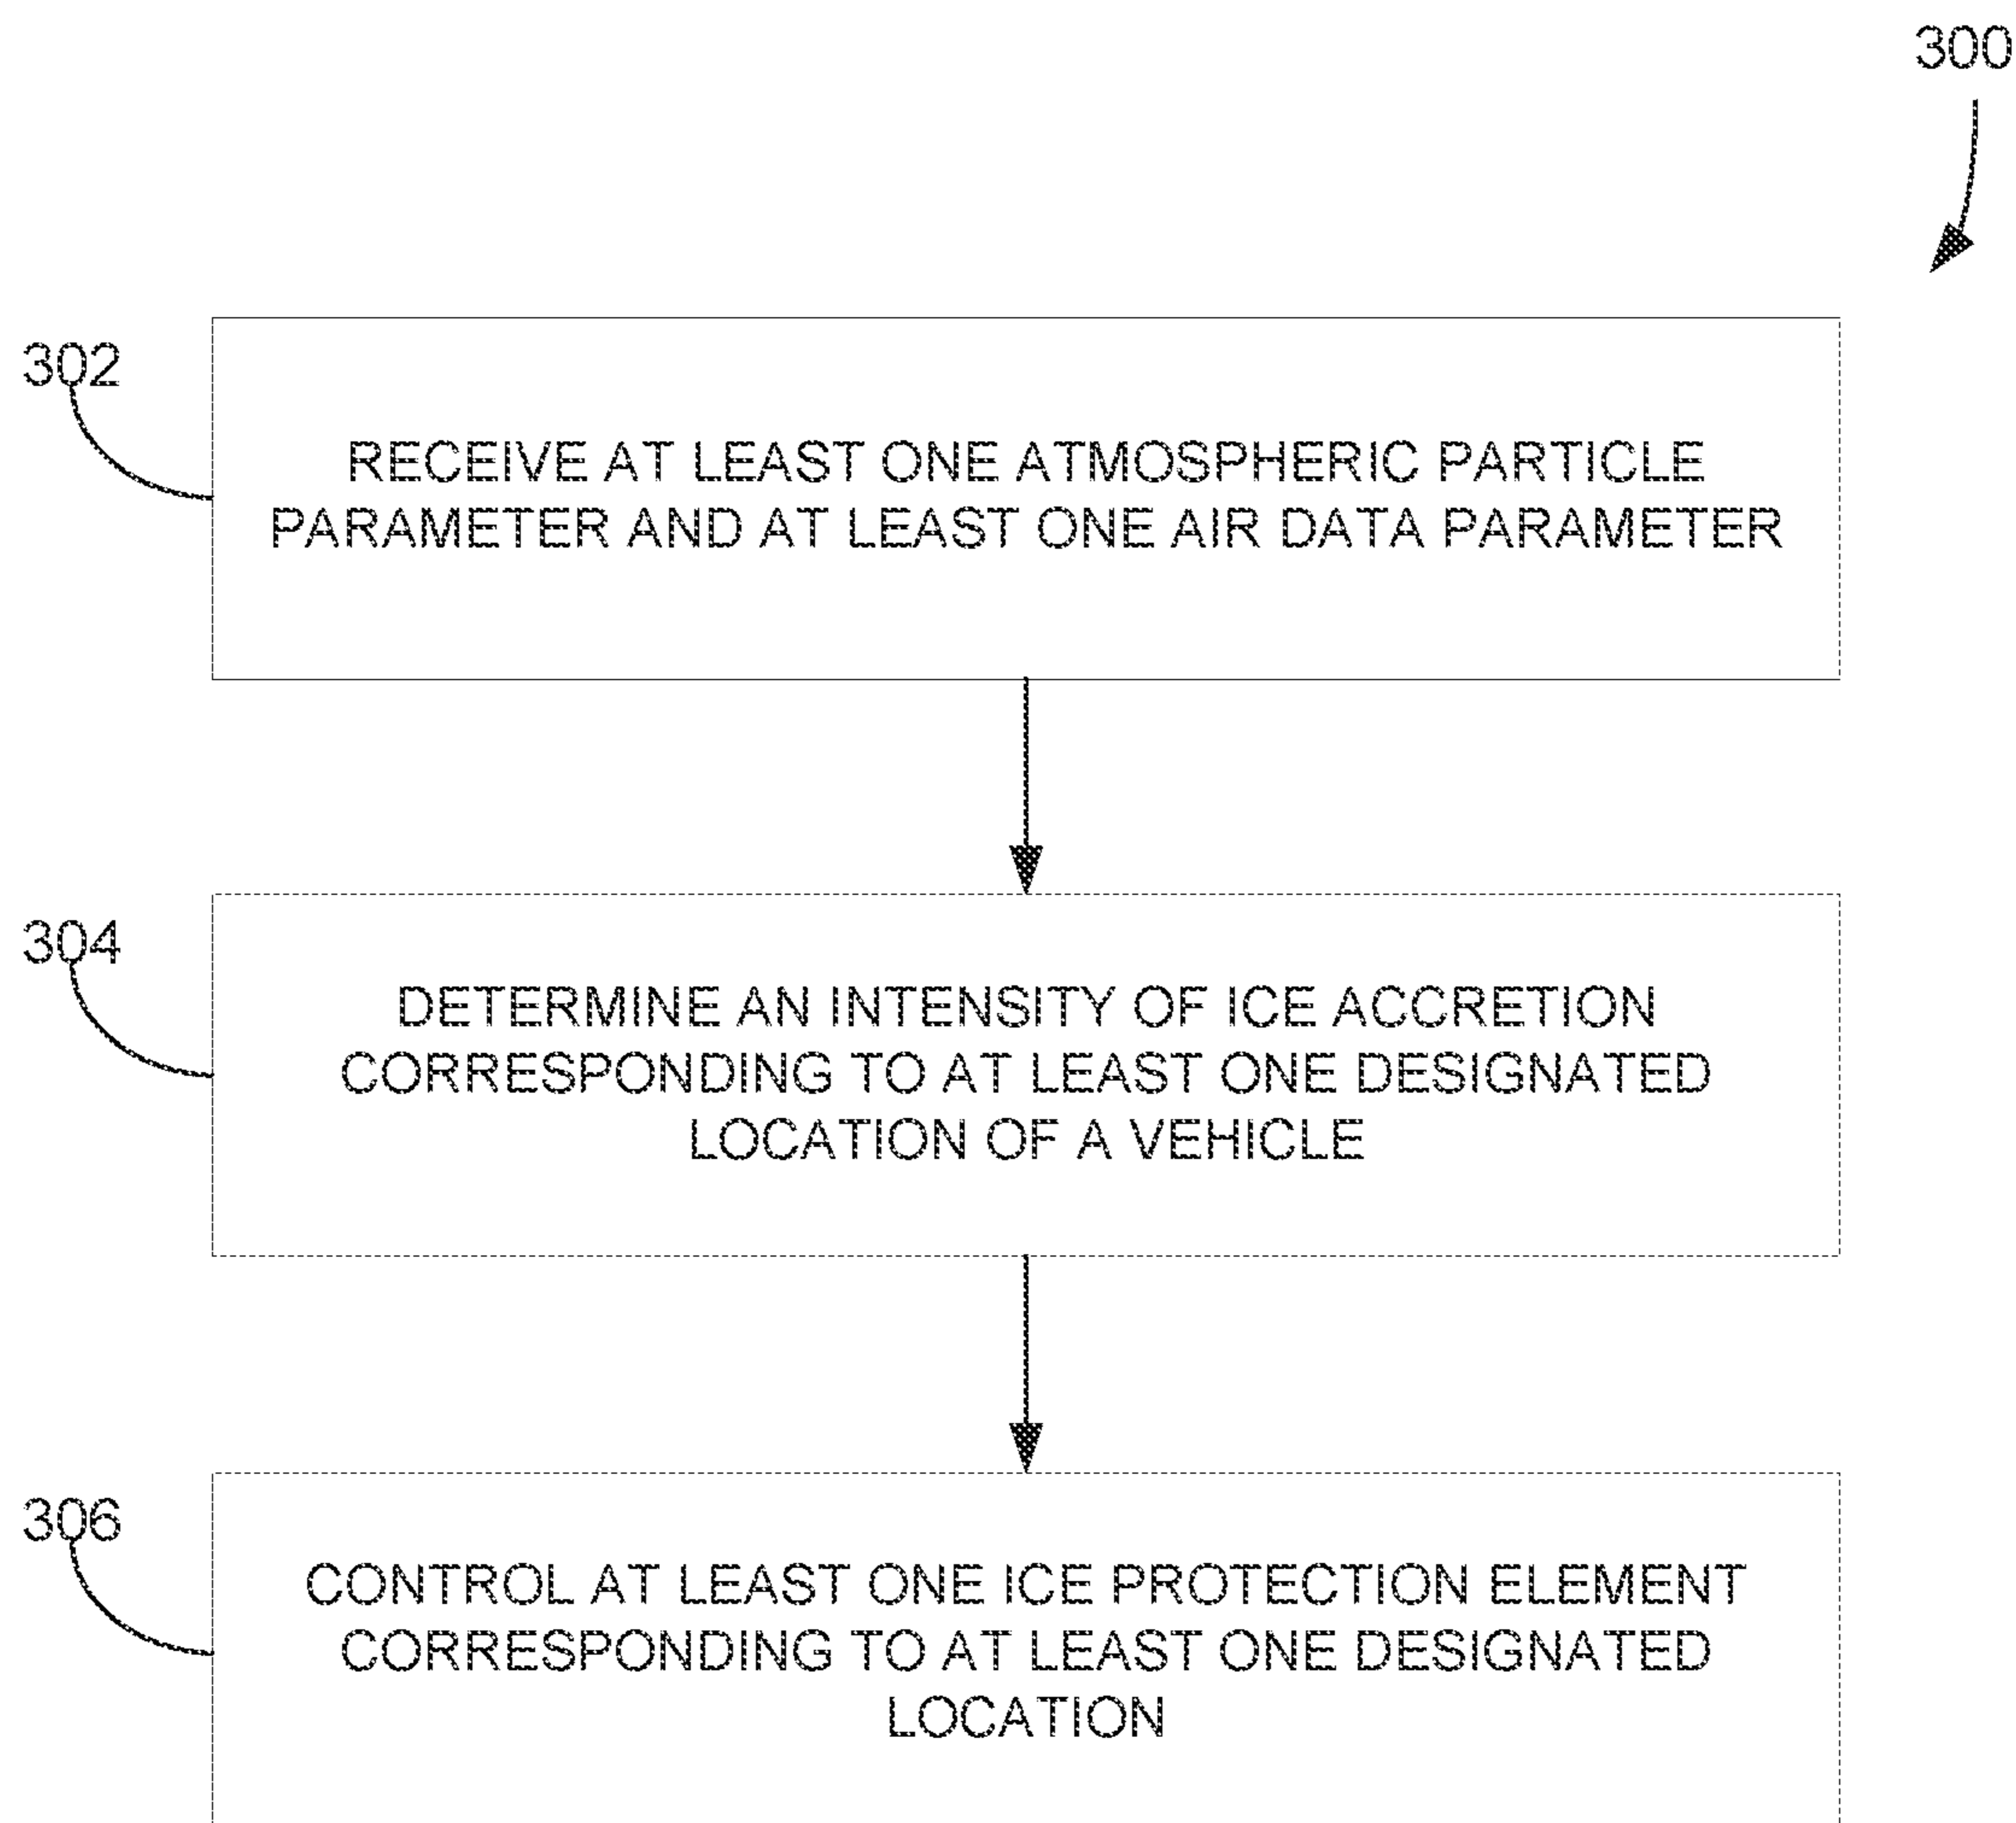 300
302
RECEIVE AT LEAST ONE ATMOSPHERIC PARTICLE
PARAMETER AND AT LEAST ONE AIR DATA PARAMETER
304
DETERMINE AN INTENSITY OF ICE ACCRETION
CORRESPONDING TO AT LEAST ONE DESIGNATED
LOCATION OF A VEHICLE
306
CONTROL AT LEAST ONE ICE PROTECTION ELEMENT
CORRESPONDING TO AT LEAST ONE DESIGNATED
LOCATION